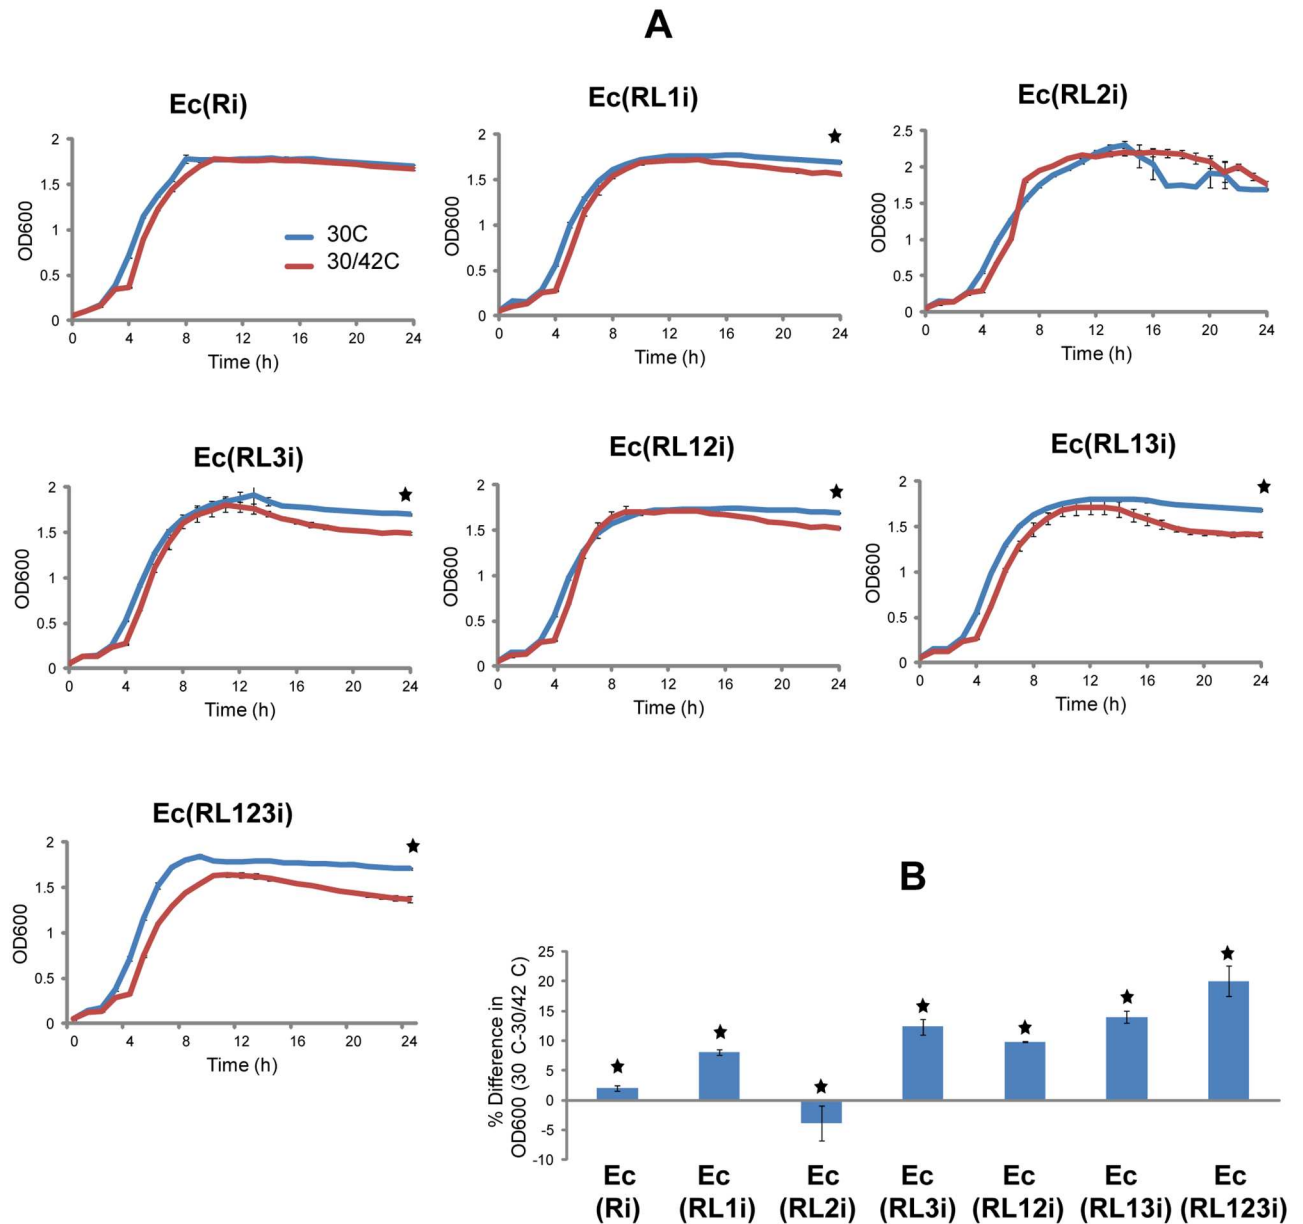 A
Ec(Ri)
2
1.5
1
0.5
0
OD600
0 4 8 12 16 20 24
Time (h)
30C
30/42C
Ec(RL1i)
2
1.5
1
0.5
0
OD600
0 4 8 12 16 20 24
Time (h)
Ec(RL2i)
2.5
2
1.5
1
0.5
0
OD600
0 4 8 12 16 20 24
Time (h)
Ec(RL3i)
2
1.5
1
0.5
0
OD600
0 4 8 12 16 20 24
Time (h)
Ec(RL12i)
2
1.5
1
0.5
0
OD600
0 4 8 12 16 20 24
Time (h)
Ec(RL13i)
2
1.5
1
0.5
0
OD600
0 4 8 12 16 20 24
Time (h)
Ec(RL123i)
2
1.5
1
0.5
0
OD600
0 4 8 12 16 20 24
Time (h)
B
25
20
15
10
5
0
-5
-10
% Difference in
OD600 (30 C-30/42 C)
Ec Ec Ec Ec Ec Ec Ec
(Ri) (RL1i) (RL2i) (RL3i) (RL12i) (RL13i) (RL123i)